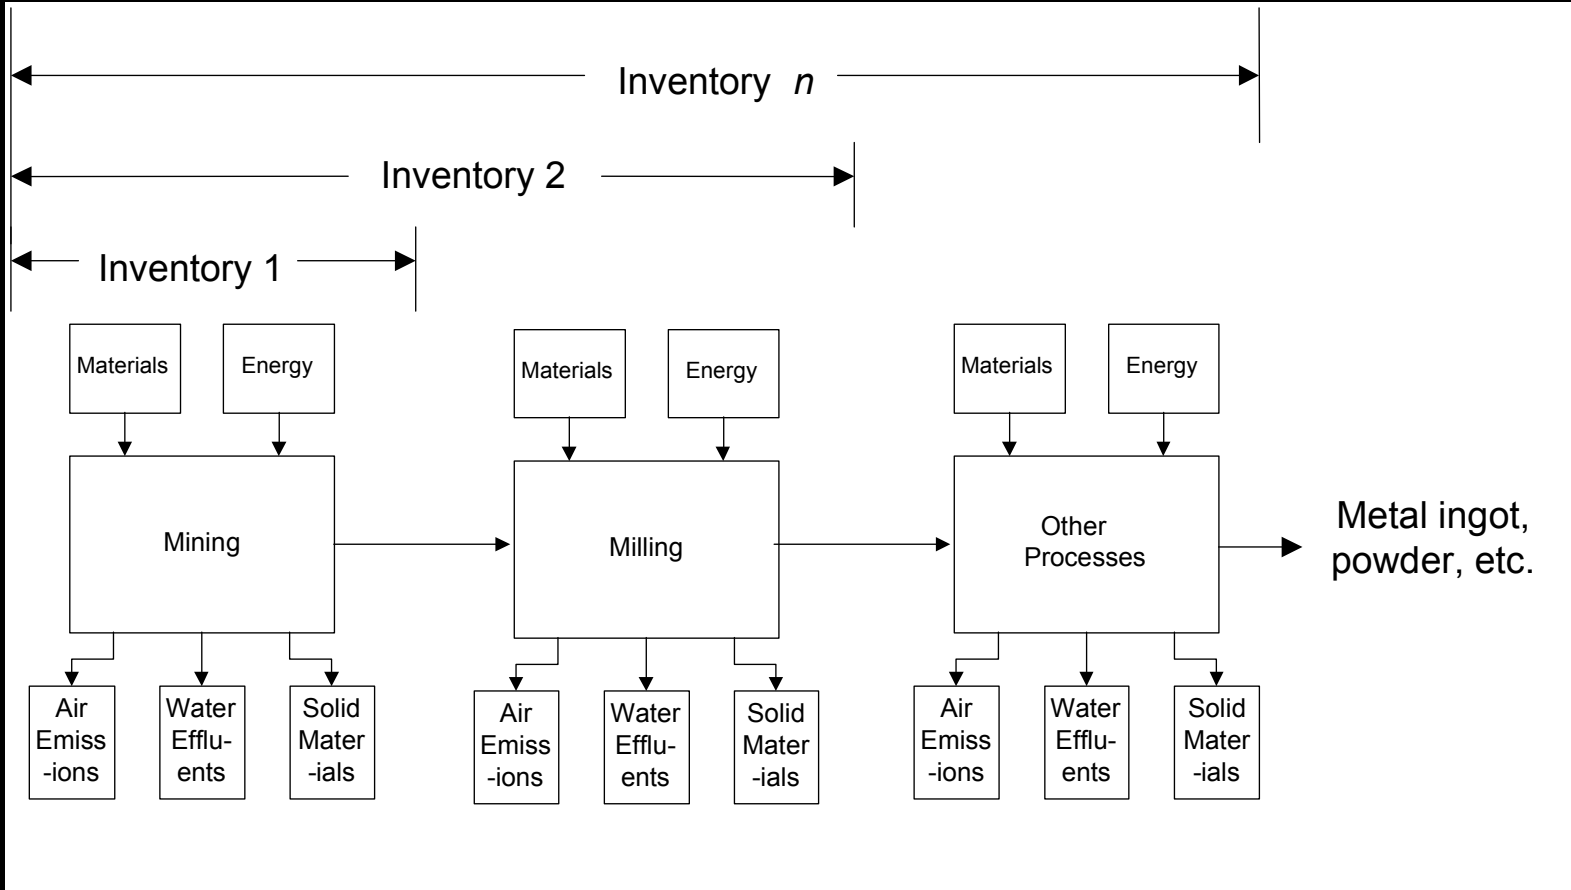 Inventory n
Inventory 2
Inventory 1
Materials
Energy
Materials
Energy
Materials
Energy
Mining
Milling
Other
Processes
Metal ingot,
powder, etc.
Air
Emiss
-ions
Water
Efflu-
ents
Solid
Mater
-ials
Air
Emiss
-ions
Water
Efflu-
ents
Solid
Mater
-ials
Air
Emiss
-ions
Water
Efflu-
ents
Solid
Mater
-ials